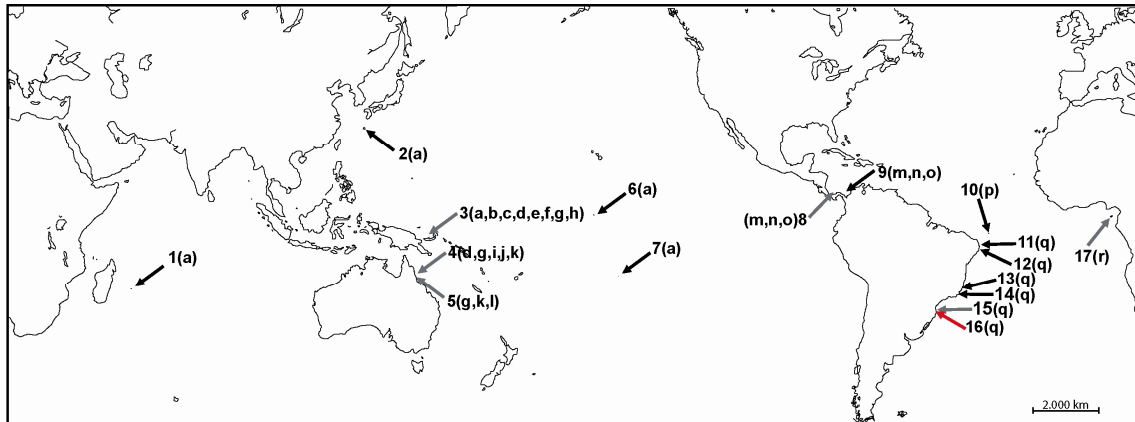 2(a)
9(m,n,o)
6(a)
10(p)
3(a,b,c,d,e,f,g,h)
(m,n,o)8
11(q)
7(a)
4(d,g,i,j,k)
17(r)
1(a)
12(q)
13(q)
14(q)
5(g,k,l)
15(q)
16(q)
2.000 km